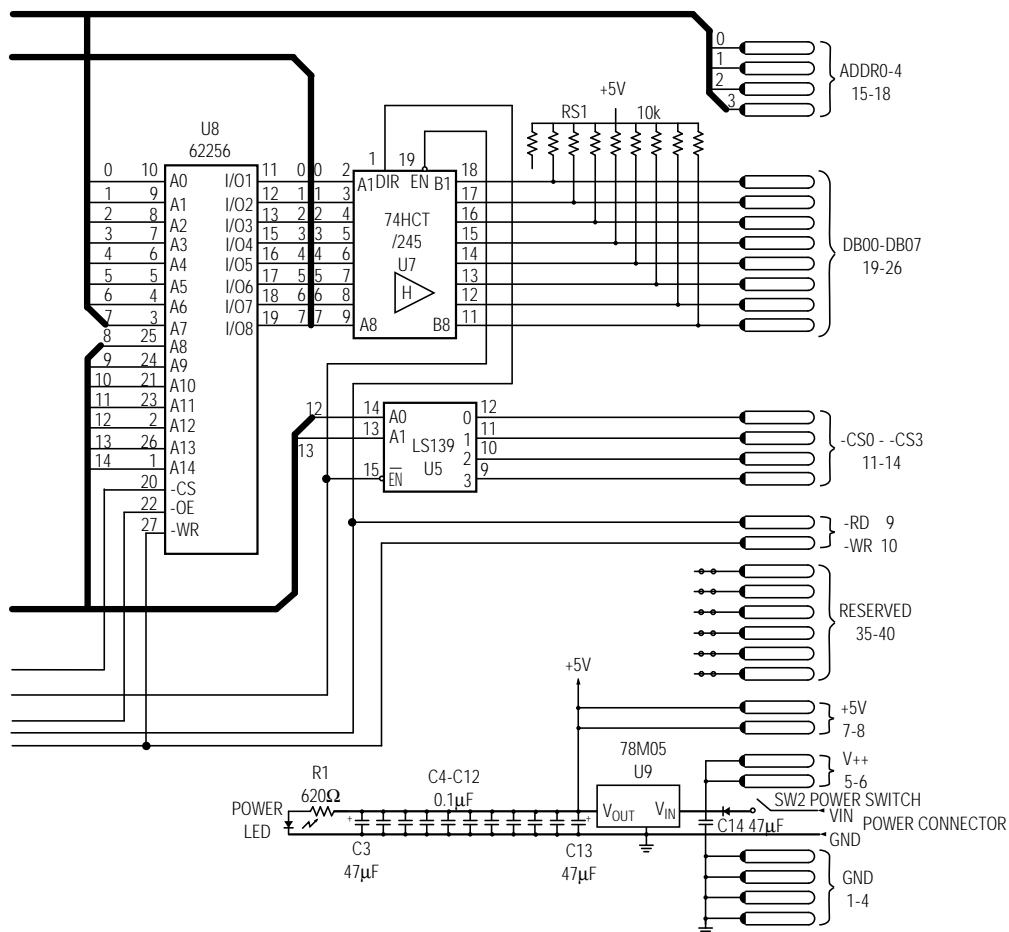 0
1
2
3
ADDR0-4
15-18
+5V
RS1 10k
U8
62256
1 19
DIR EN
0 10 A0 I/O1 11 0 0 2 A1 B1 18
1 9 A1 I/O2 12 1 1 3 17
2 8 A2 I/O3 13 2 2 4 16
3 7 A3 I/O4 15 3 3 5 15
4 6 A4 I/O5 16 4 4 6 14
5 5 A5 I/O6 17 5 5 7 13
6 4 A6 I/O7 18 6 6 8 12
7 3 A7 I/O8 19 7 7 9 A8 B8 11
74HCT
/245
U7
H
DB00-DB07
19-26
8 25 A8
9 24 A9
10 21 A10
11 23 A11
12 2 A12
13 26 A13
14 1 A14
20 -CS
22 -OE
27 -WR
12 14 A0 0 12
13 13 A1 1 11
2 10
15 EN 3 9
LS139
U5
-CS0 - -CS3
11-14
-RD 9
-WR 10
RESERVED
35-40
+5V
+5V
7-8
78M05
U9
V++
5-6
R1
620Ω
C4-C12
0.1µF
POWER
LED
VOUT VIN
SW2 POWER SWITCH
VIN
POWER CONNECTOR
C14 47µF
GND
+
+
C3
47µF
C13
47µF
GND
1-4